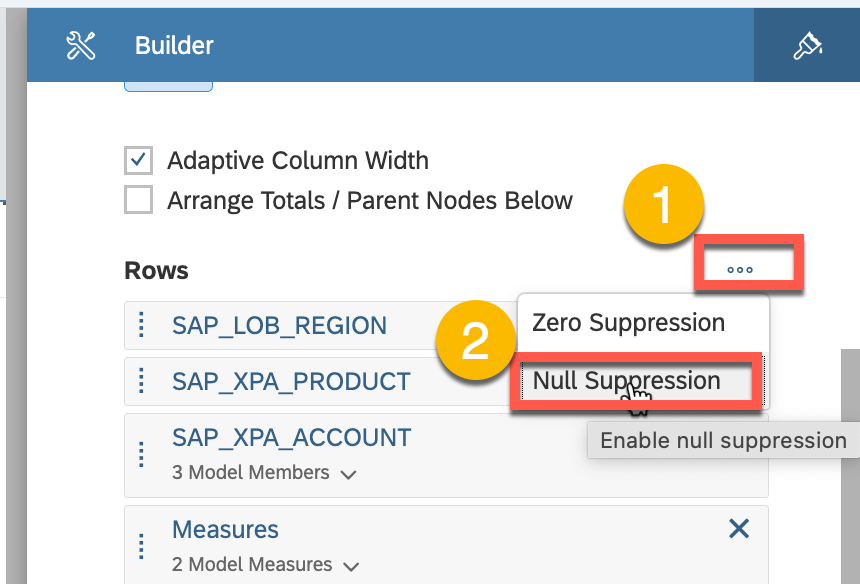 Builder
Adaptive Column Width
Arrange Totals / Parent Nodes Below
1
Rows
SAP_LOB_REGION
2
Zero Suppression
SAP_XPA_PRODUCT
Null Suppression
SAP_XPA_ACCOUNT
Enable null suppression
3 Model Members
Measures
2 Model Measures